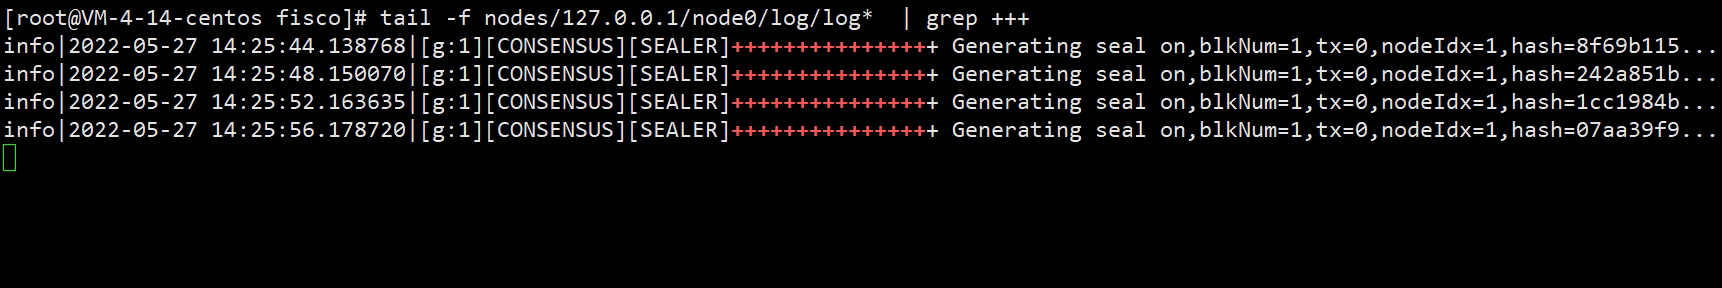 [root@VM-4-14-centos fisco]# tail -f nodes/127.0.0.1/node0/log/log*  | grep +++
info|2022-05-27 14:25:44.138768|[g:1][CONSENSUS][SEALER]++++++++++++++++ Generating seal on,blkNum=1,tx=0,nodeIdx=1,hash=8f69b115...
info|2022-05-27 14:25:48.150070|[g:1][CONSENSUS][SEALER]++++++++++++++++ Generating seal on,blkNum=1,tx=0,nodeIdx=1,hash=242a851b...
info|2022-05-27 14:25:52.163635|[g:1][CONSENSUS][SEALER]++++++++++++++++ Generating seal on,blkNum=1,tx=0,nodeIdx=1,hash=1cc1984b...
info|2022-05-27 14:25:56.178720|[g:1][CONSENSUS][SEALER]++++++++++++++++ Generating seal on,blkNum=1,tx=0,nodeIdx=1,hash=07aa39f9...